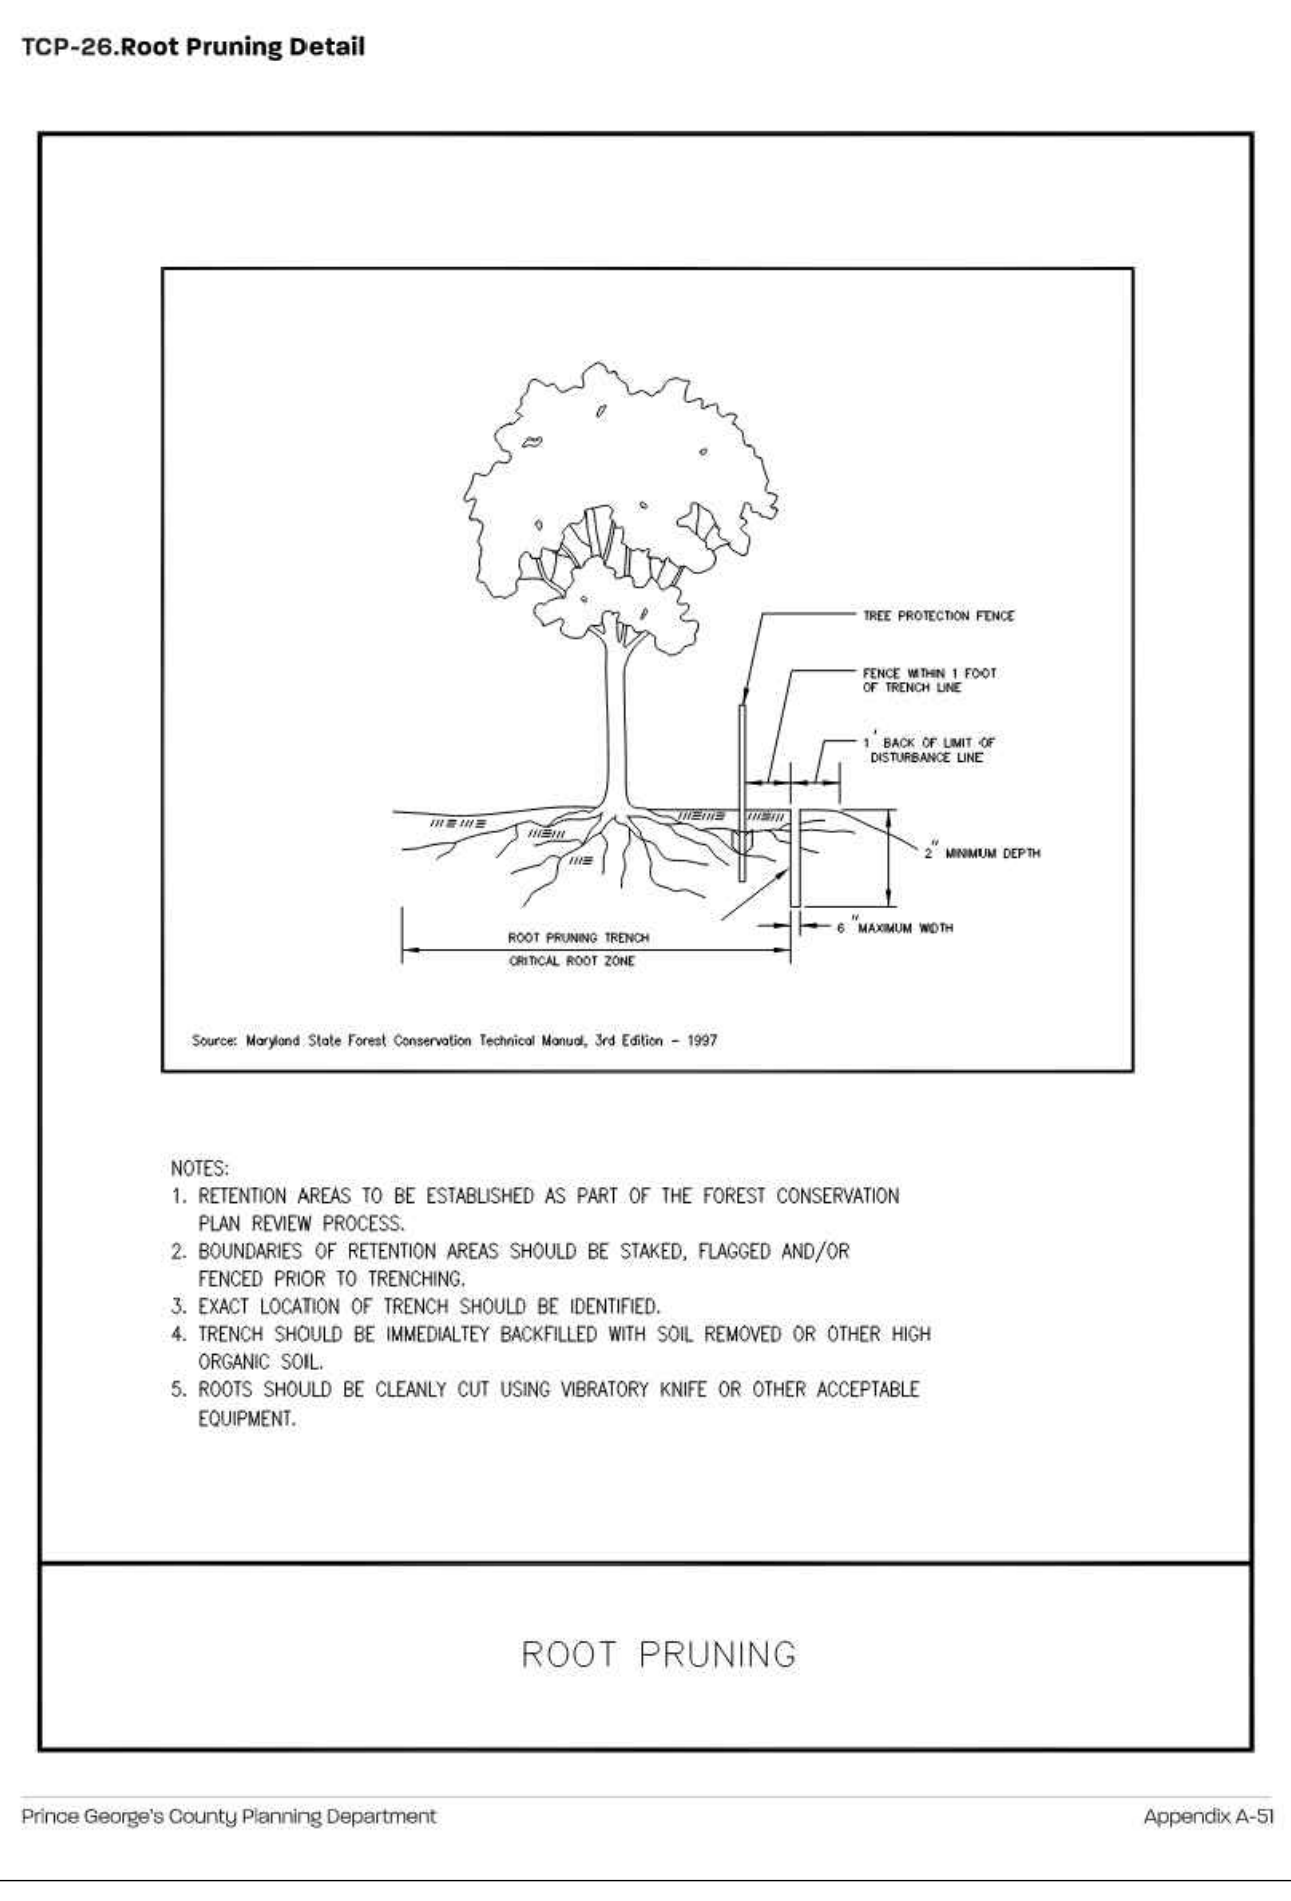 TCP-26.Root Pruning Detail
TREE PROTECTION FENCE
FENCE WITHIN 1 FOOT
OF TRENCH LINE
1' BACK OF LIMIT OF
DISTURBANCE LINE
2" MINIMUM DEPTH
6" MAXIMUM WIDTH
ROOT PRUNING TRENCH
CRITICAL ROOT ZONE
Source: Maryland State Forest Conservation Technical Manual, 3rd Edition - 1997
NOTES:
1. RETENTION AREAS TO BE ESTABLISHED AS PART OF THE FOREST CONSERVATION
PLAN REVIEW PROCESS.
2. BOUNDARIES OF RETENTION AREAS SHOULD BE STAKED, FLAGGED AND/OR
FENCED PRIOR TO TRENCHING.
3. EXACT LOCATION OF TRENCH SHOULD BE IDENTIFIED.
4. TRENCH SHOULD BE IMMEDIALTEY BACKFILLED WITH SOIL REMOVED OR OTHER HIGH
ORGANIC SOIL.
5. ROOTS SHOULD BE CLEANLY CUT USING VIBRATORY KNIFE OR OTHER ACCEPTABLE
EQUIPMENT.
ROOT PRUNING
Prince George's County Planning Department
Appendix A-51